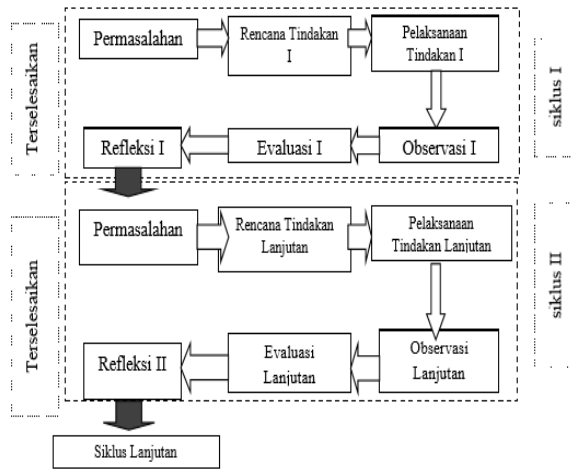 Terselesaikan
Permasalahan
Rencana Tindakan
I
Pelaksanaan
Tindakan I
siklus I
Refleksi I
Evaluasi I
Observasi I
Terselesaikan
Permasalahan
Rencana Tindakan
Lanjutan
Pelaksanaan
Tindakan Lanjutan
siklus II
Refleksi II
Evaluasi
Lanjutan
Observasi
Lanjutan
Siklus Lanjutan